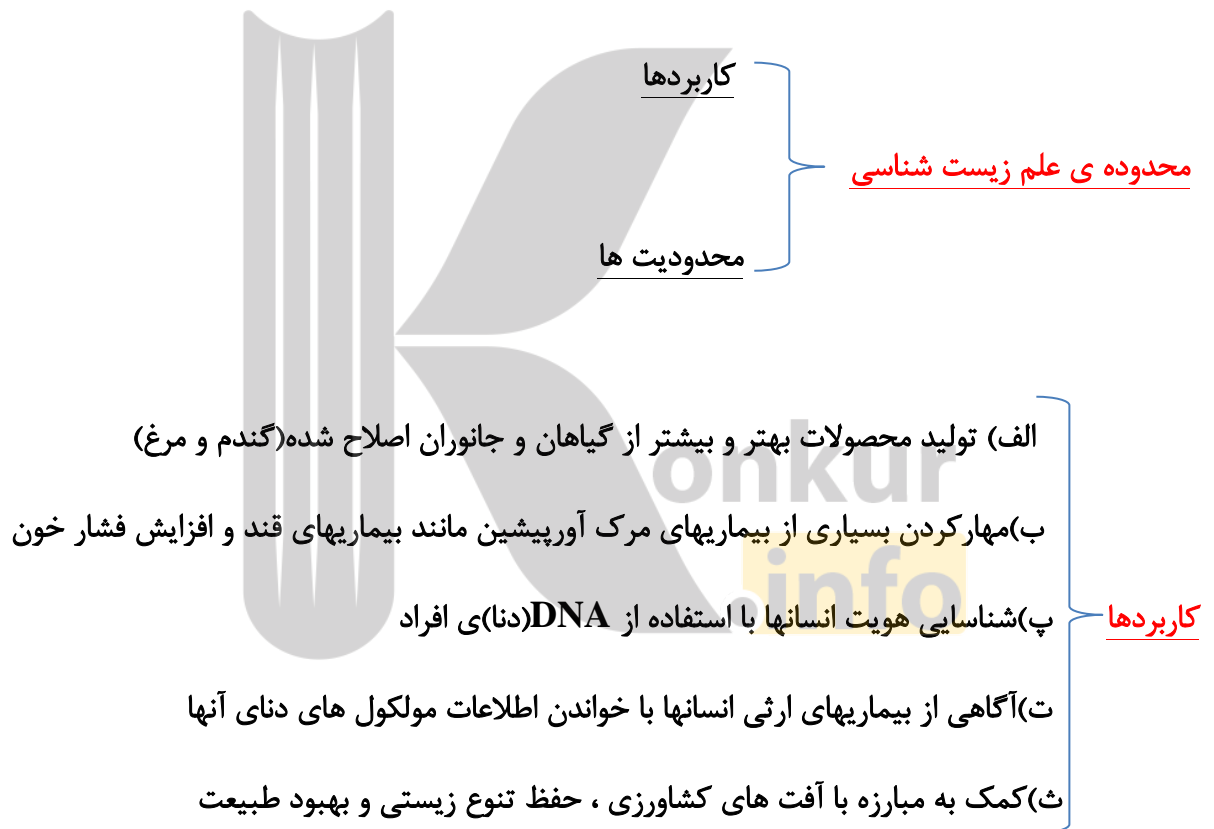 کاربردها
محدوده ی علم زیست شناسی
محدودیت ها
الف) تولید محصولات بهتر و بیشتر از گیاهان و جانوران اصلاح شده(گندم و مرغ)
ب)مهارکردن بسیاری از بیماریهای مرک آورپیشین مانند بیماریهای قند و افزایش فشار خون
پ)شناسایی هویت انسانها با استفاده از DNA(دنا)ی افراد
کاربردها
ت)آگاهی از بیماریهای ارثی انسانها با خواندن اطلاعات مولکول های دنای آنها
ث)کمک به مبارزه با آفت های کشاورزی ، حفظ تنوع زیستی و بهبود طبیعت
Konkur
.info